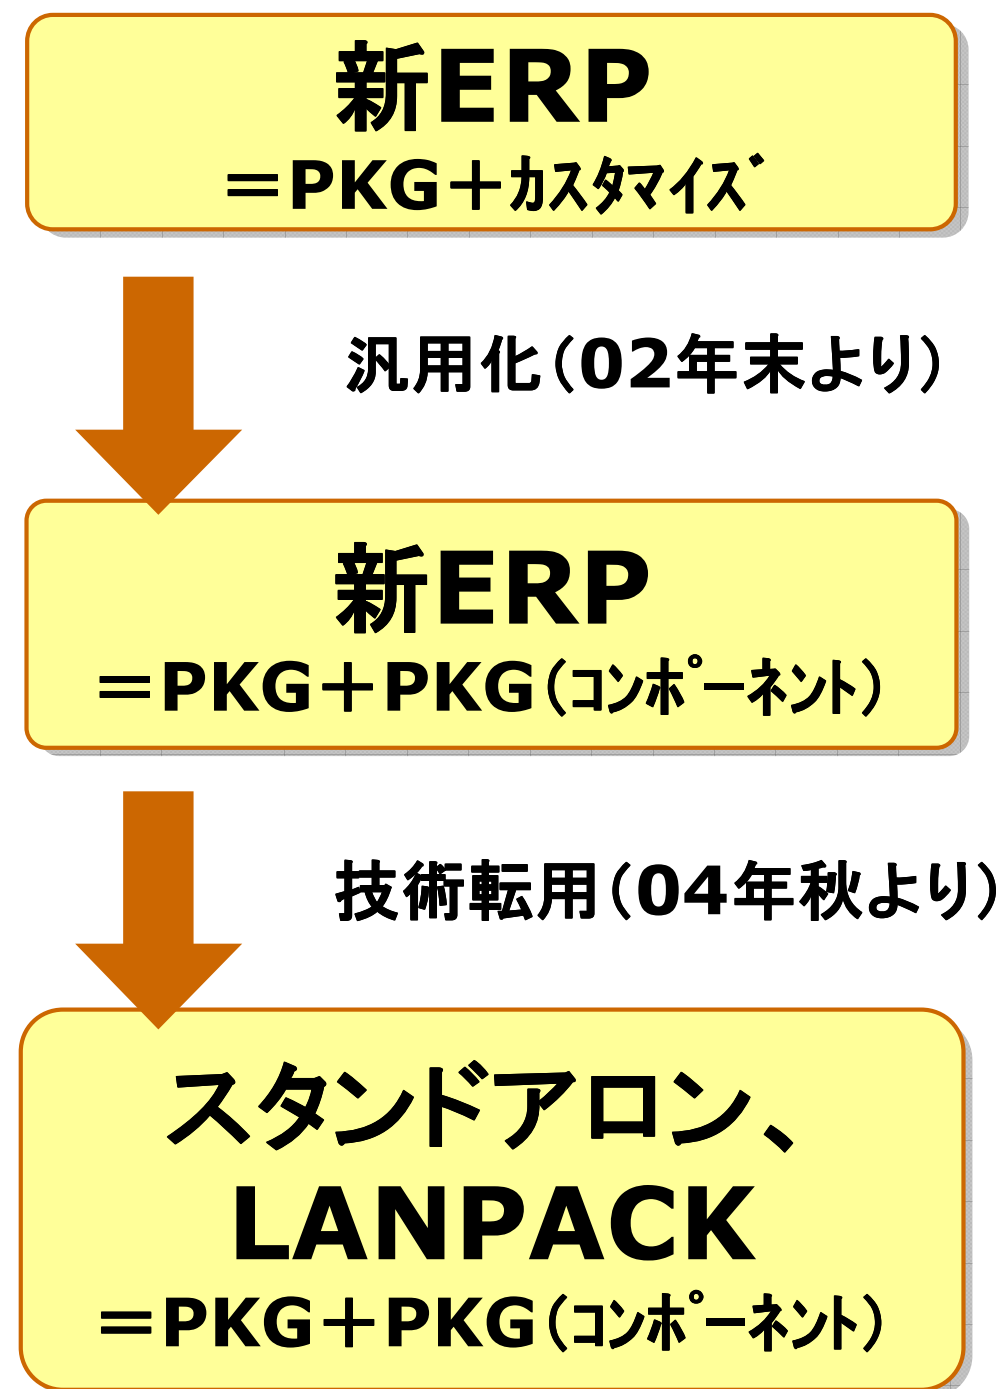 新ERP
＝PKG＋ｶｽﾀﾏｲｽﾞ
汎用化（02年末より）
新ERP
＝PKG＋PKG（ｺﾝﾎﾟｰﾈﾝﾄ）
技術転用（04年秋より）
スタンドアロン、
LANPACK
＝PKG＋PKG（ｺﾝﾎﾟｰﾈﾝﾄ）